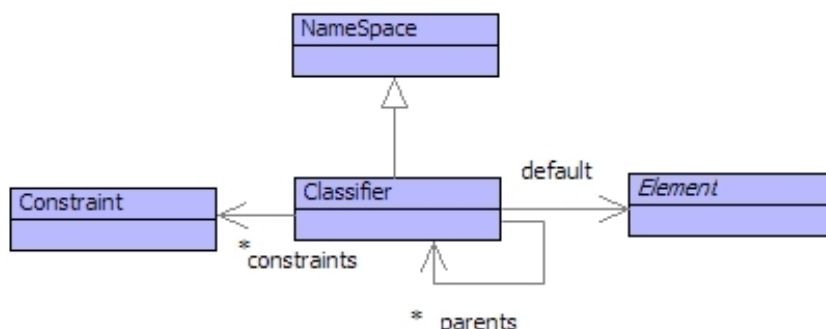 NameSpace
default
Constraint
Classifier
Element
* constraints
* parents